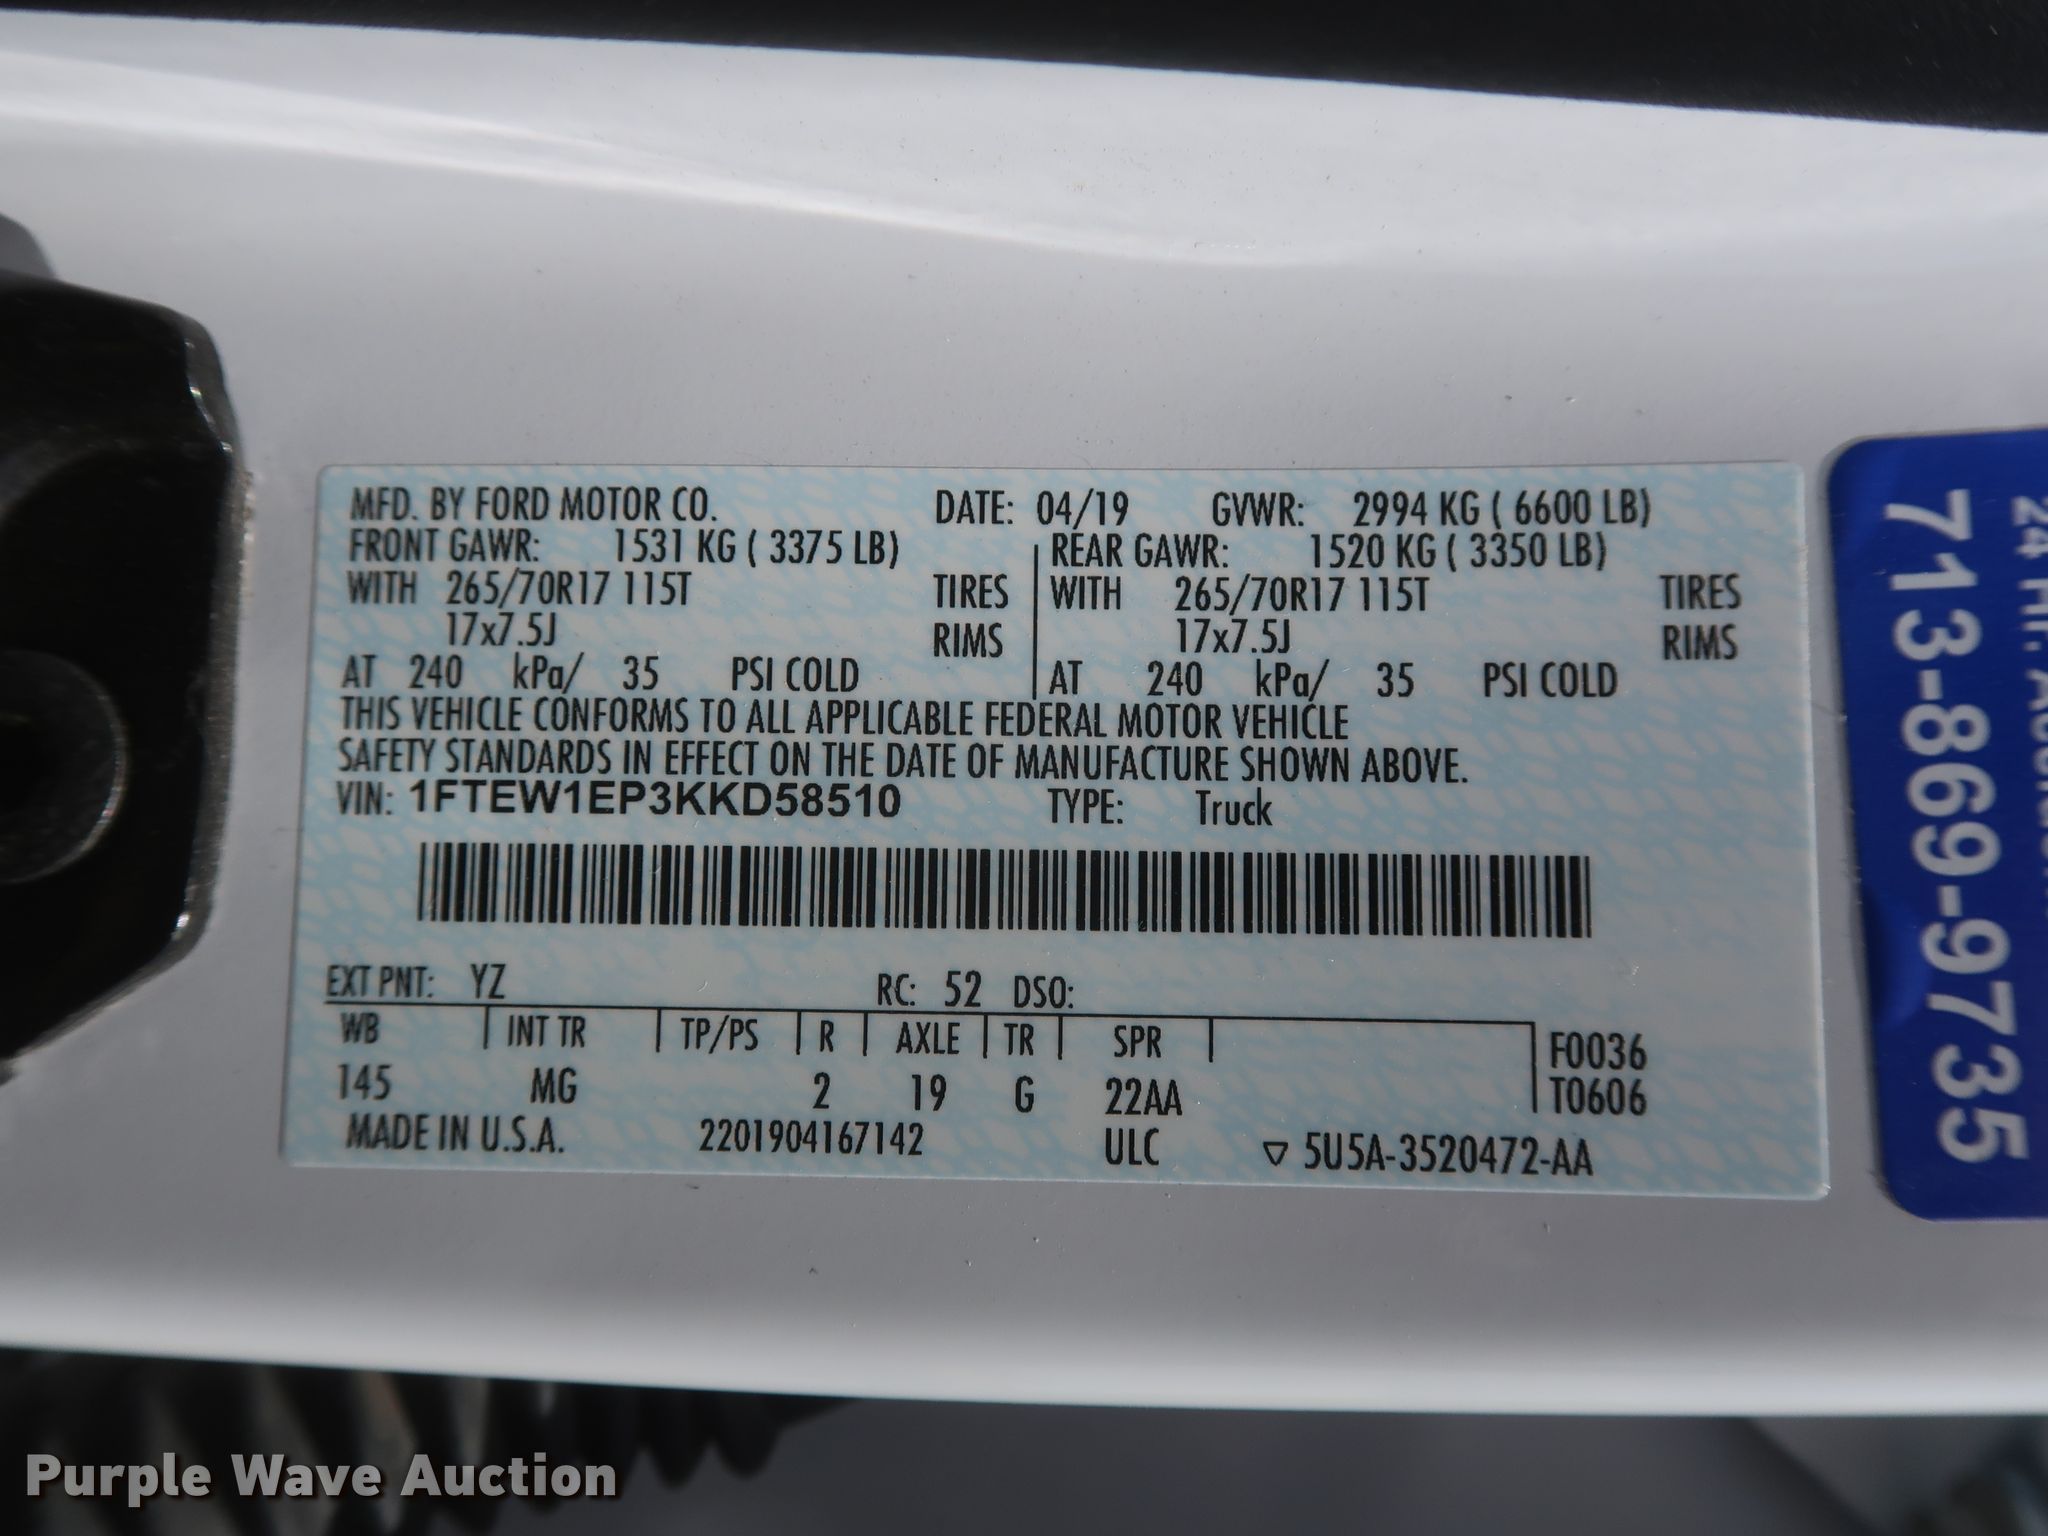 MFD. BY FORD MOTOR CO. DATE: 04/19 GVWR: 2994 KG ( 6600 LB)
FRONT GAWR: 1531 KG ( 3375 LB) REAR GAWR: 1520 KG ( 3350 LB)
WITH 265/70R17 115T TIRES WITH 265/70R17 115T TIRES
17x7.5J RIMS 17x7.5J RIMS
AT 240 kPa/ 35 PSI COLD AT 240 kPa/ 35 PSI COLD
THIS VEHICLE CONFORMS TO ALL APPLICABLE FEDERAL MOTOR VEHICLE
SAFETY STANDARDS IN EFFECT ON THE DATE OF MANUFACTURE SHOWN ABOVE.
VIN: 1FTEW1EP3KKD58510 TYPE: Truck
EXT PNT: YZ RC: 52 DSO:
WB INT TR TP/PS R AXLE TR SPR F0036
145 MG 2 19 G 22AA T0606
MADE IN U.S.A. 2201904167142 ULC ▽ 5U5A-3520472-AA
24 Hr.
713-869-9735
Purple Wave Auction